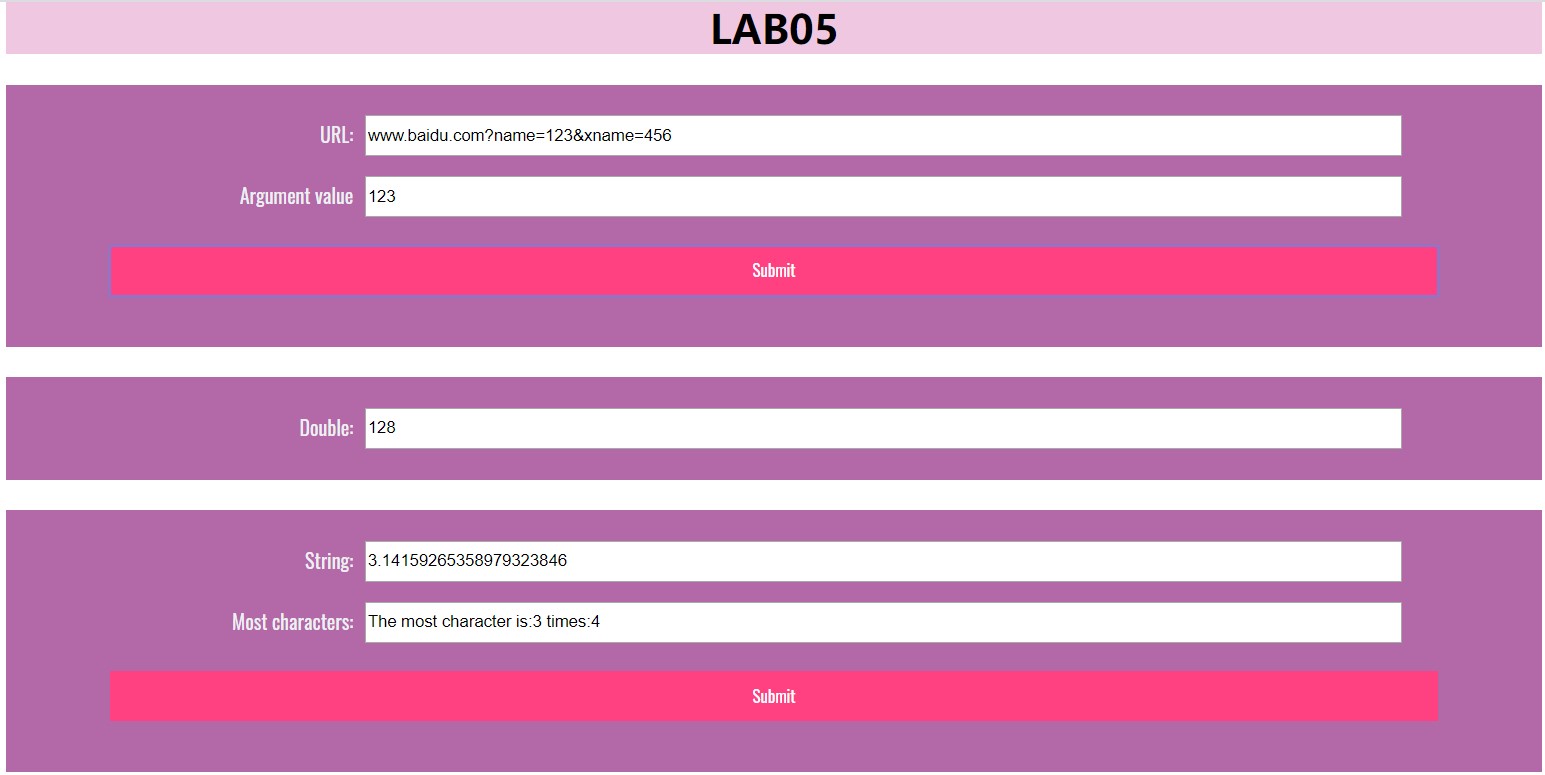 LAB05
URL: www.baidu.com?name=123&xname=456
Argument value 123
Submit
Double: 128
String: 3.14159265358979323846
Most characters: The most character is:3 times:4
Submit